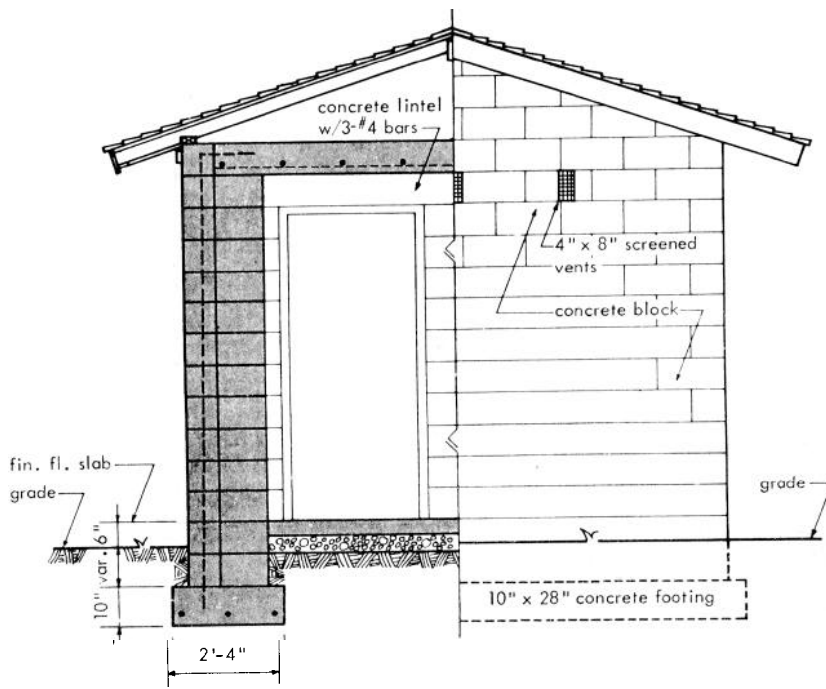 concrete lintel
w/3-#4 bars
4" x 8" screened
vents
concrete block
fin. fl. slab
grade
grade
10" var. 6"
10" x 28" concrete footing
2'-4"